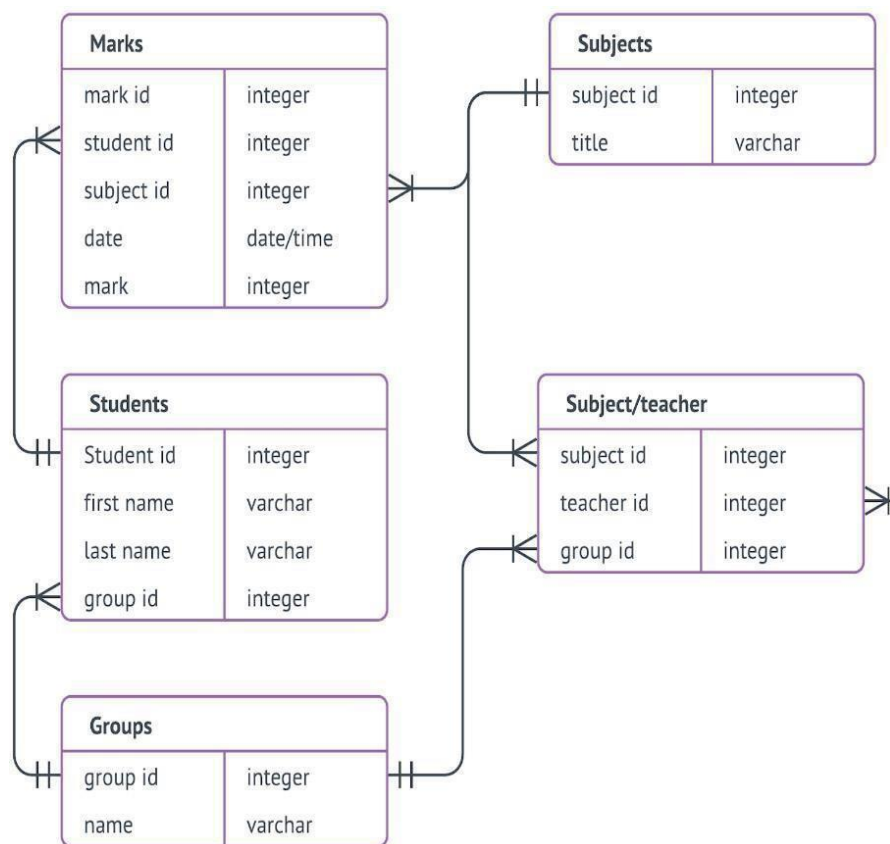 Marks
mark id integer
student id integer
subject id integer
date date/time
mark integer
Subjects
subject id integer
title varchar
Students
Student id integer
first name varchar
last name varchar
group id integer
Subject/teacher
subject id integer
teacher id integer
group id integer
Groups
group id integer
name varchar